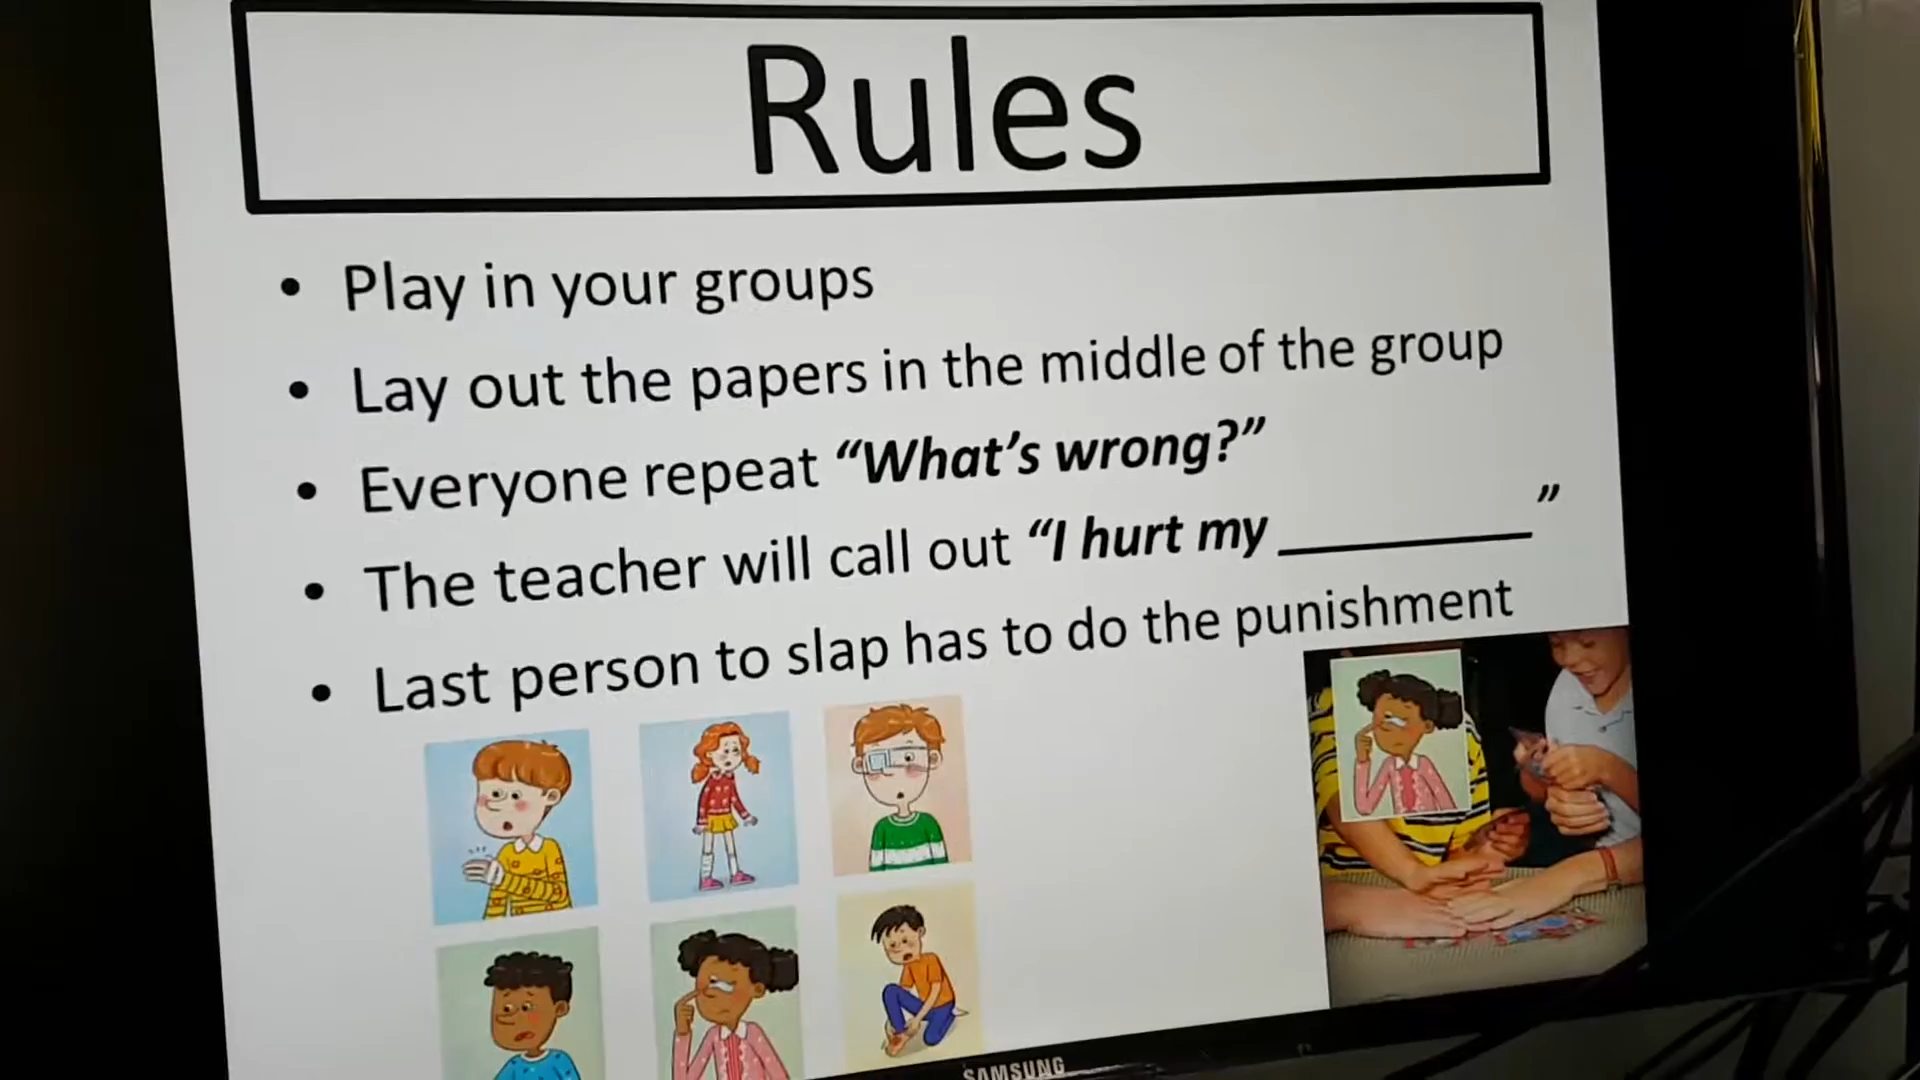 Rules
• Play in your groups
• Lay out the papers in the middle of the group
• Everyone repeat “What’s wrong?”
• The teacher will call out “I hurt my __________”
• Last person to slap has to do the punishment
SAMSUNG